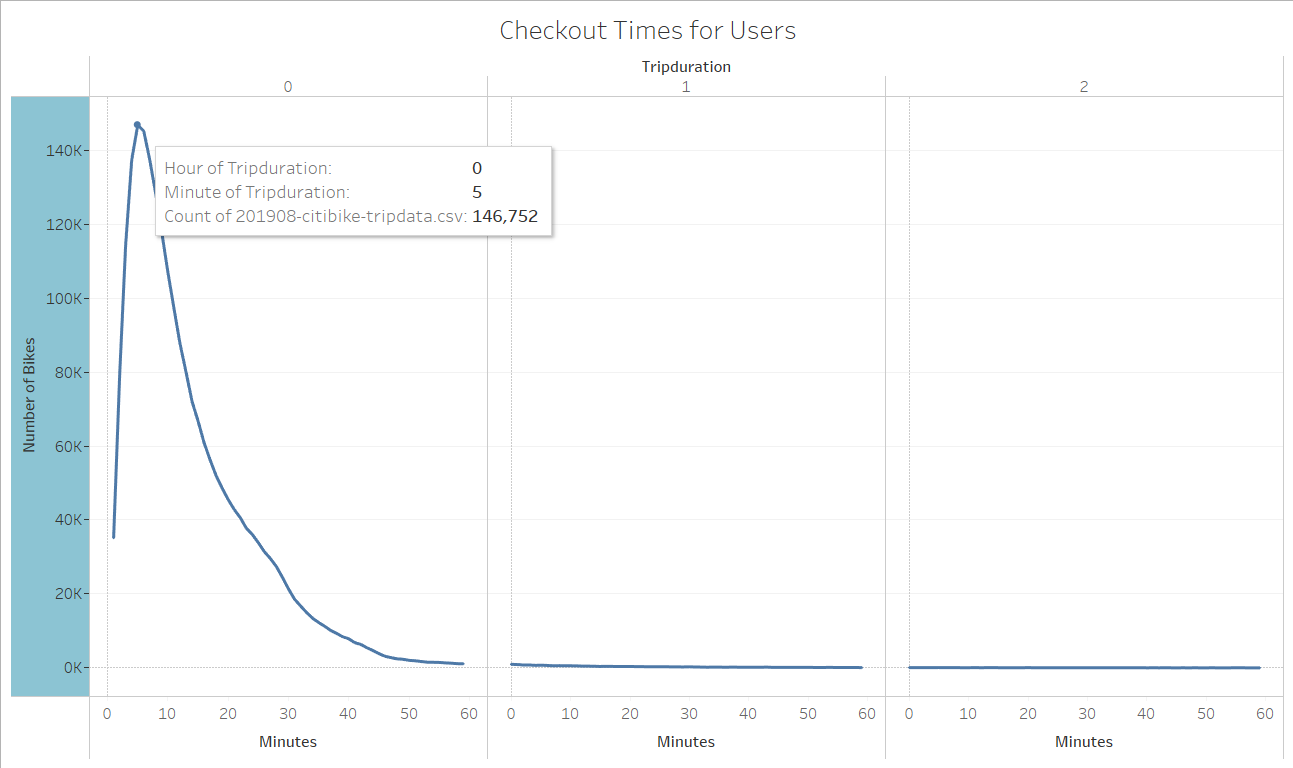 Checkout Times for Users
Tripduration
0 1 2
140K
120K
100K
80K
60K
40K
20K
0K
Number of Bikes
Hour of Tripduration: 0
Minute of Tripduration: 5
Count of 201908-citibike-tripdata.csv: 146,752
0 10 20 30 40 50 60 0 10 20 30 40 50 60 0 10 20 30 40 50 60
Minutes Minutes Minutes